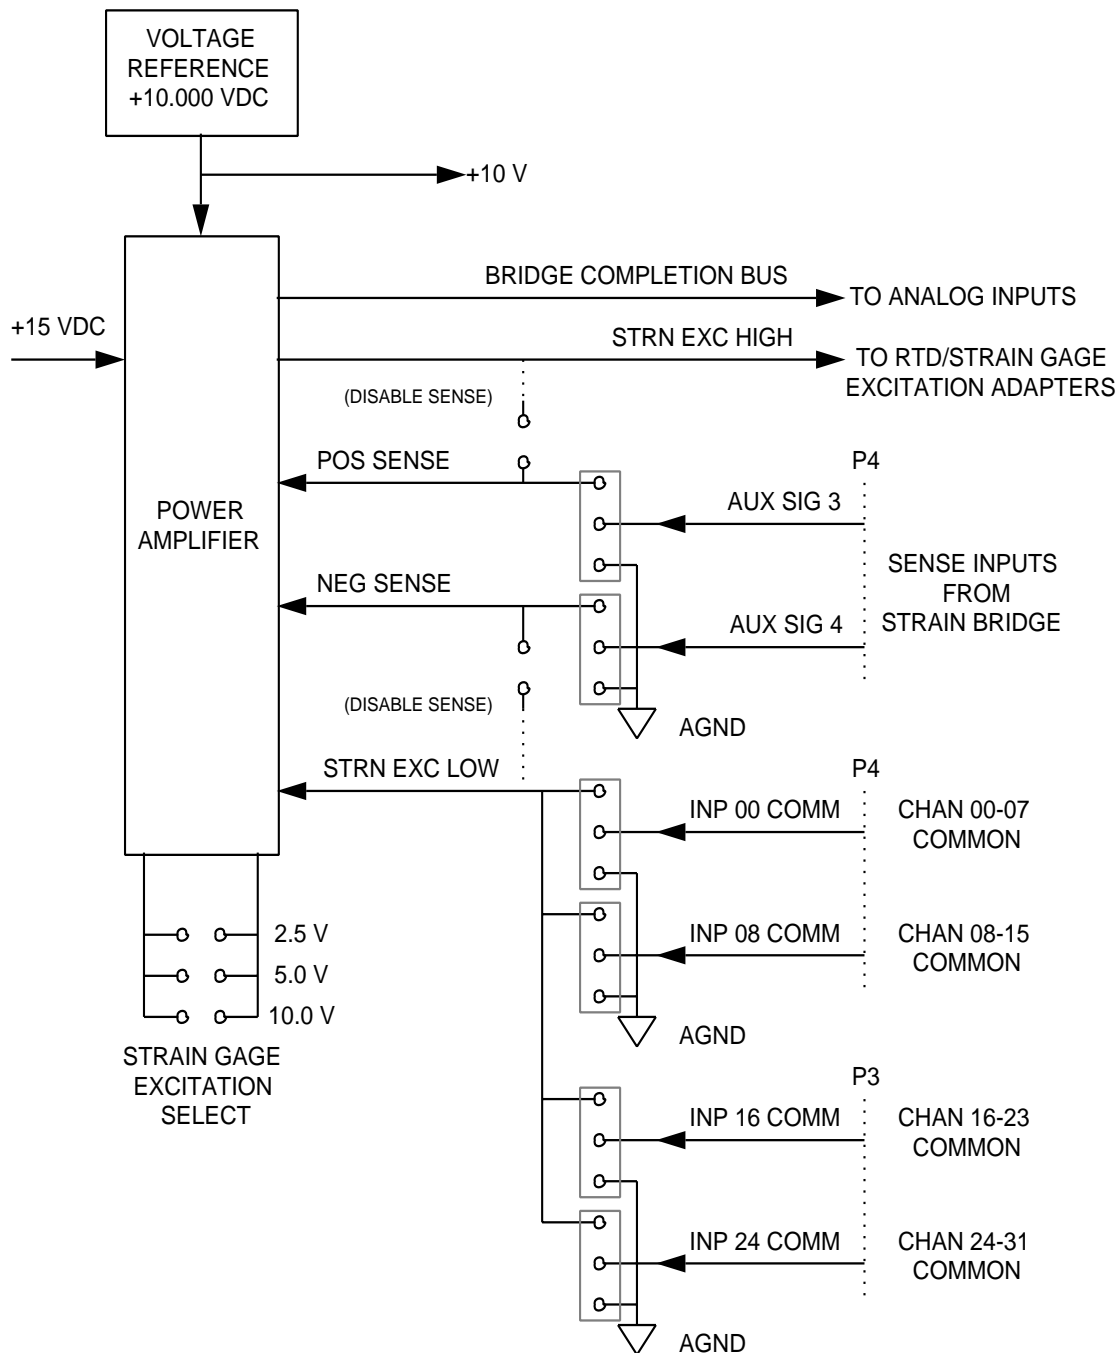 VOLTAGE
REFERENCE
+10.000 VDC
+10 V
BRIDGE COMPLETION BUS
TO ANALOG INPUTS
+15 VDC
STRN EXC HIGH
TO RTD/STRAIN GAGE
EXCITATION ADAPTERS
(DISABLE SENSE)
POS SENSE
P4
AUX SIG 3
POWER
AMPLIFIER
SENSE INPUTS
FROM
STRAIN BRIDGE
NEG SENSE
AUX SIG 4
(DISABLE SENSE)
AGND
STRN EXC LOW
P4
INP 00 COMM
CHAN 00-07
COMMON
INP 08 COMM
CHAN 08-15
COMMON
2.5 V
5.0 V
10.0 V
AGND
STRAIN GAGE
EXCITATION
SELECT
P3
INP 16 COMM
CHAN 16-23
COMMON
INP 24 COMM
CHAN 24-31
COMMON
AGND